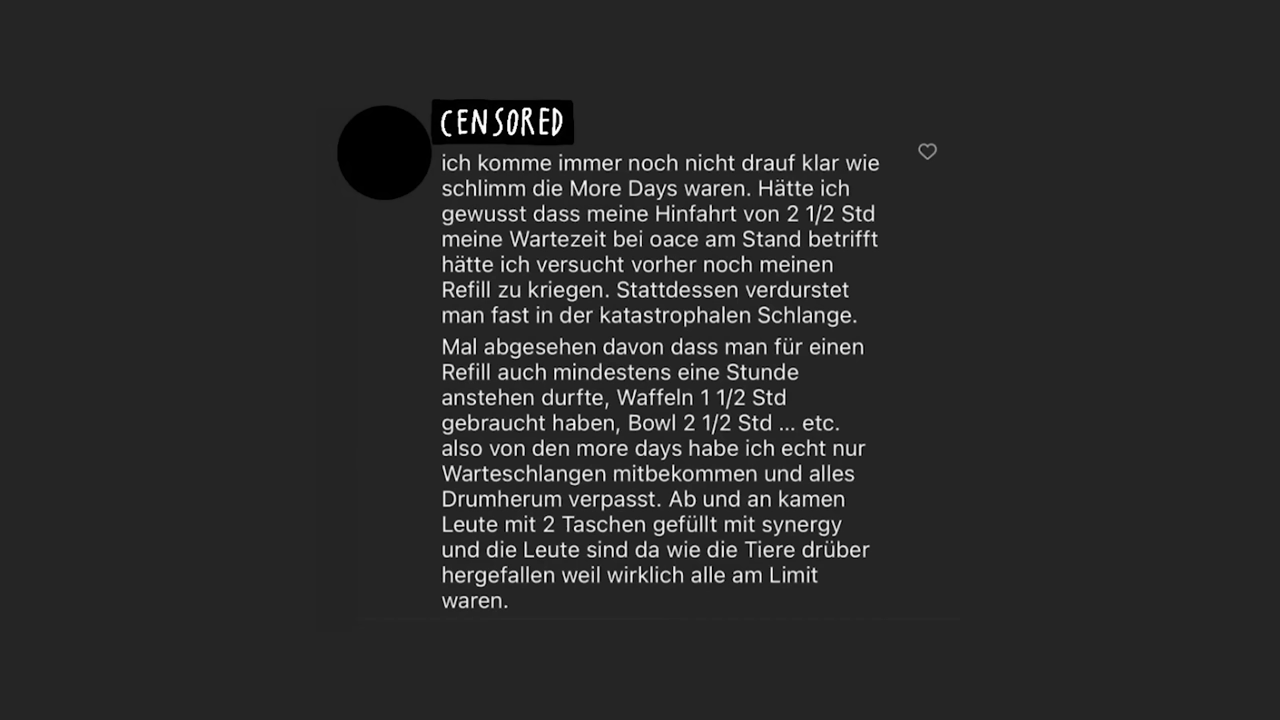 CENSORED
ich komme immer noch nicht drauf klar wie
schlimm die More Days waren. Hätte ich
gewusst dass meine Hinfahrt von 2 1/2 Std
meine Wartezeit bei oace am Stand betrifft
hätte ich versucht vorher noch meinen
Refill zu kriegen. Stattdessen verdurstet
man fast in der katastrophalen Schlange.
Mal abgesehen davon dass man für einen
Refill auch mindestens eine Stunde
anstehen durfte, Waffeln 1 1/2 Std
gebraucht haben, Bowl 2 1/2 Std ... etc.
also von den more days habe ich echt nur
Warteschlangen mitbekommen und alles
Drumherum verpasst. Ab und an kamen
Leute mit 2 Taschen gefüllt mit synergy
und die Leute sind da wie die Tiere drüber
hergefallen weil wirklich alle am Limit
waren.